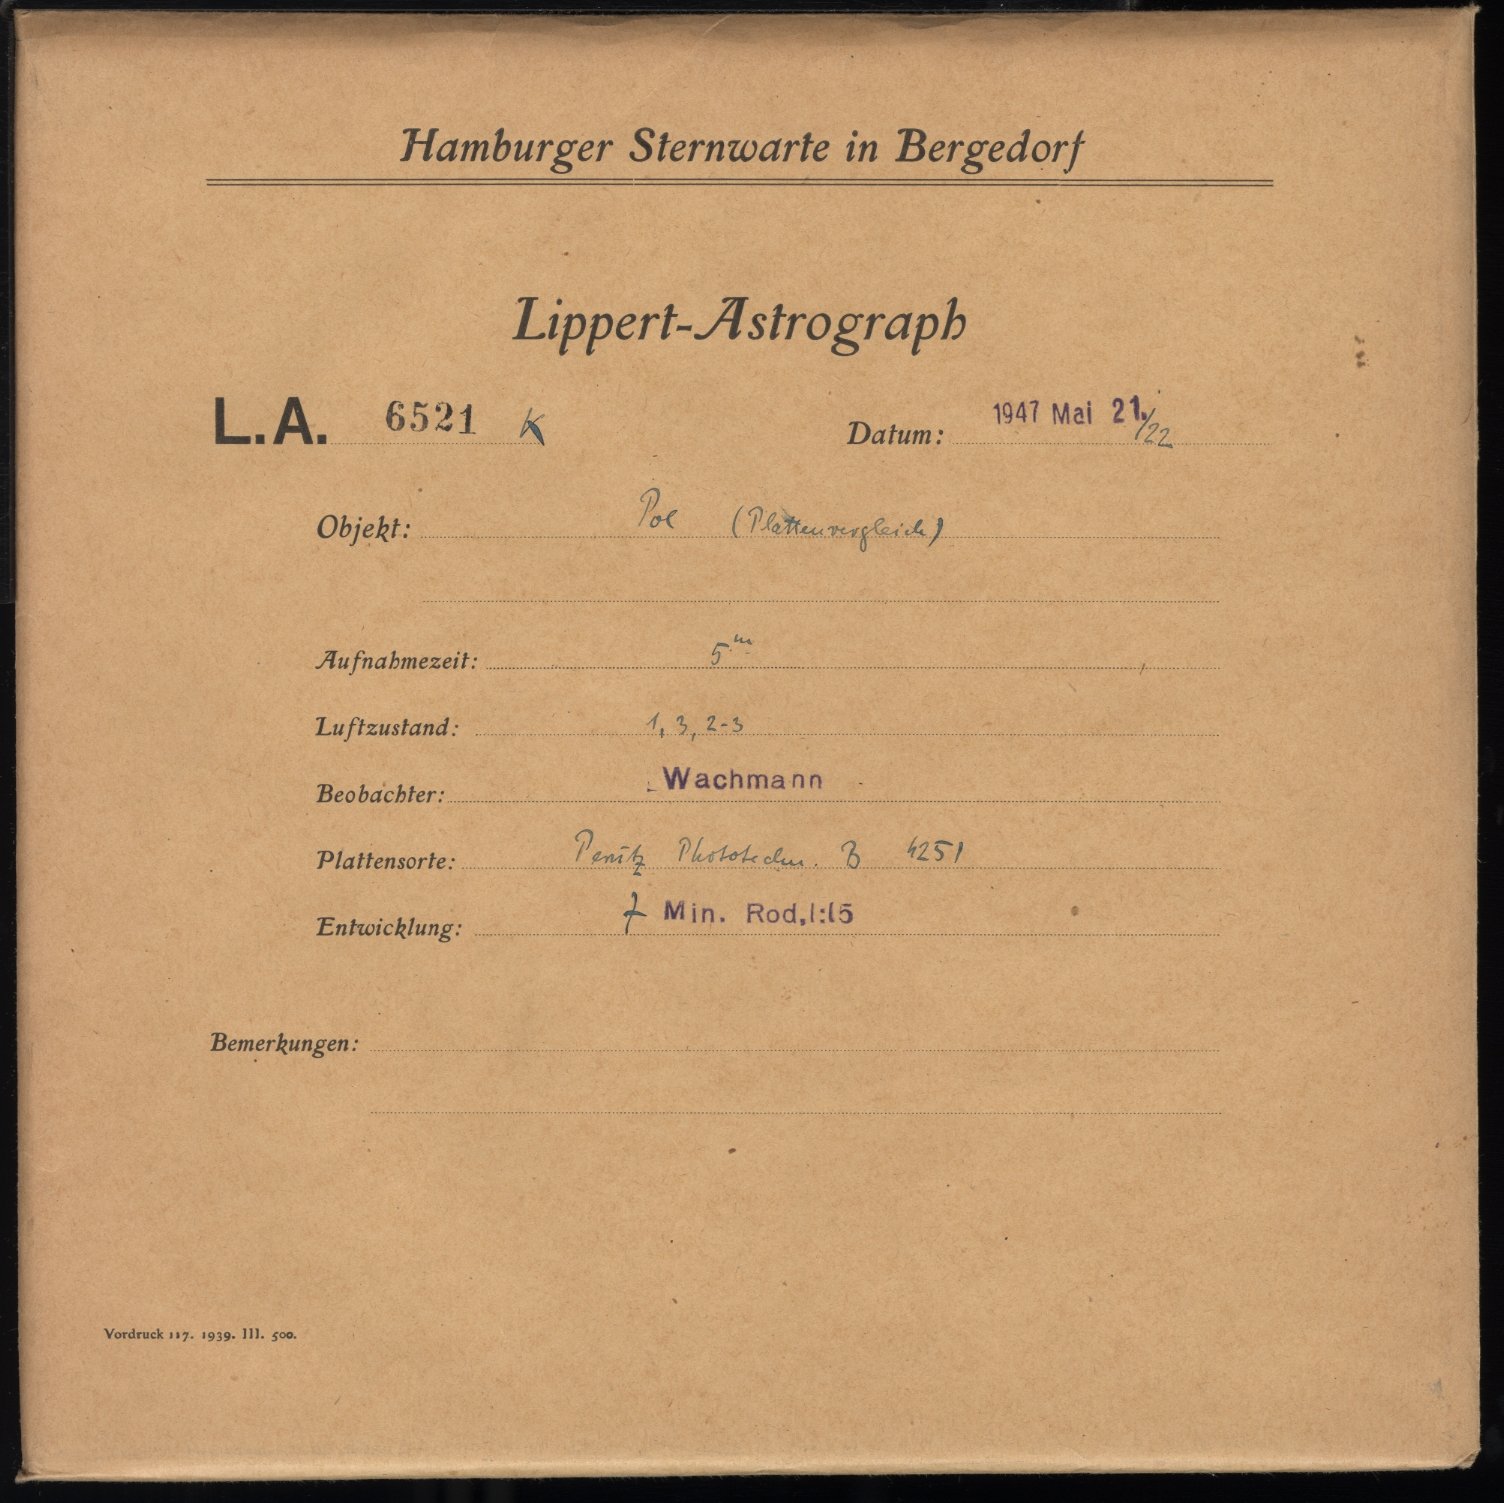 Hamburger Sternwarte in Bergedorf
Lippert-Astrograph
L.A. 6521 K Datum: 1947 Mai 21./22
Objekt: Pol (Plattenvergleich)
Aufnahmezeit: 5m
Luftzustand: 1, 3, 2-3
Beobachter: Wachmann
Plattensorte: Perutz Phototechn. B 4251
Entwicklung: 7 Min. Rod, 1:15
Bemerkungen:
Vordruck 117. 1939. III. 500.